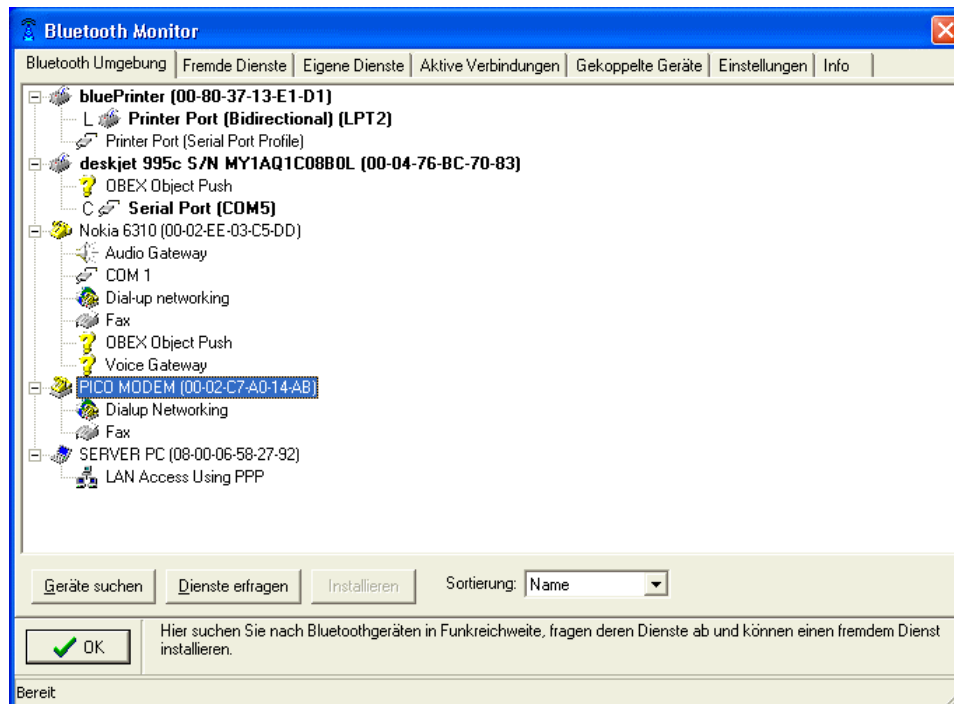 Bluetooth Monitor
Bluetooth Umgebung Fremde Dienste Eigene Dienste Aktive Verbindungen Gekoppelte Geräte Einstellungen Info
bluePrinter (00-80-37-13-E1-D1)
L Printer Port (Bidirectional) (LPT2)
Printer Port (Serial Port Profile)
deskjet 995c S/N MY1AQ1C08B0L (00-04-76-BC-70-83)
OBEX Object Push
C Serial Port (COM5)
Nokia 6310 (00-02-EE-03-C5-DD)
Audio Gateway
COM 1
Dial-up networking
Fax
OBEX Object Push
Voice Gateway
PICO MODEM (00-02-C7-A0-14-AB)
Dialup Networking
Fax
SERVER PC (08-00-06-58-27-92)
LAN Access Using PPP
Geräte suchen Dienste erfragen Installieren Sortierung: Name
OK
Hier suchen Sie nach Bluetoothgeräten in Funkreichweite, fragen deren Dienste ab und können einen fremdem Dienst
installieren.
Bereit